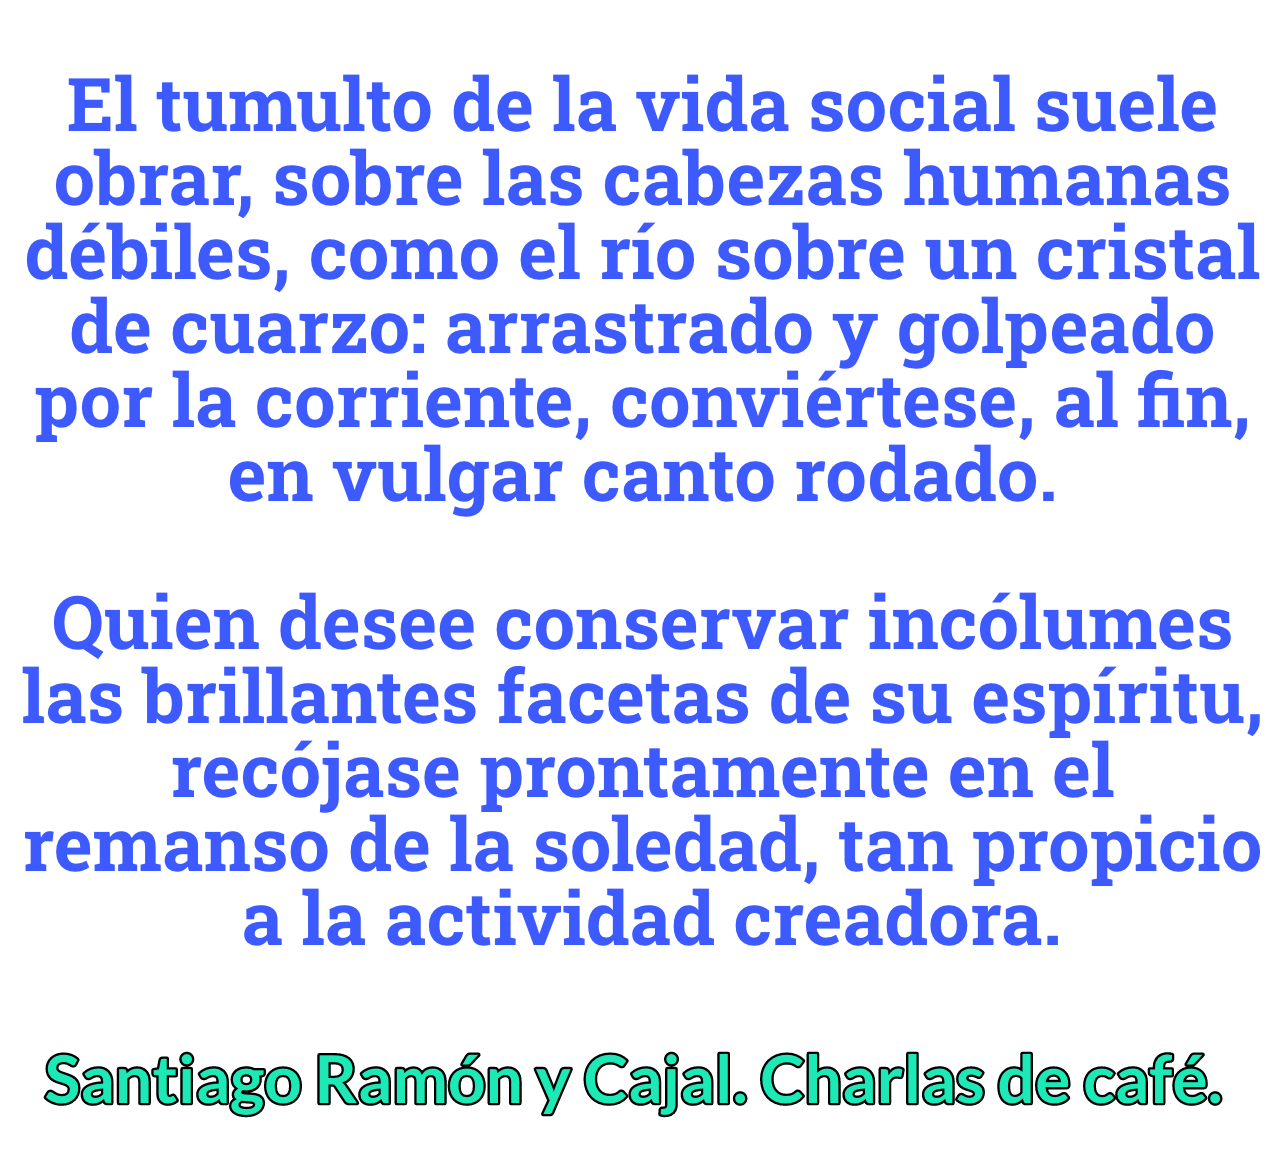 El tumulto de la vida social suele
obrar, sobre las cabezas humanas
débiles, como el río sobre un cristal
de cuarzo: arrastrado y golpeado
por la corriente, conviértese, al fin,
en vulgar canto rodado.
Quien desee conservar incólumes
las brillantes facetas de su espíritu,
recójase prontamente en el
remanso de la soledad, tan propicio
a la actividad creadora.
Santiago Ramón y Cajal. Charlas de café.